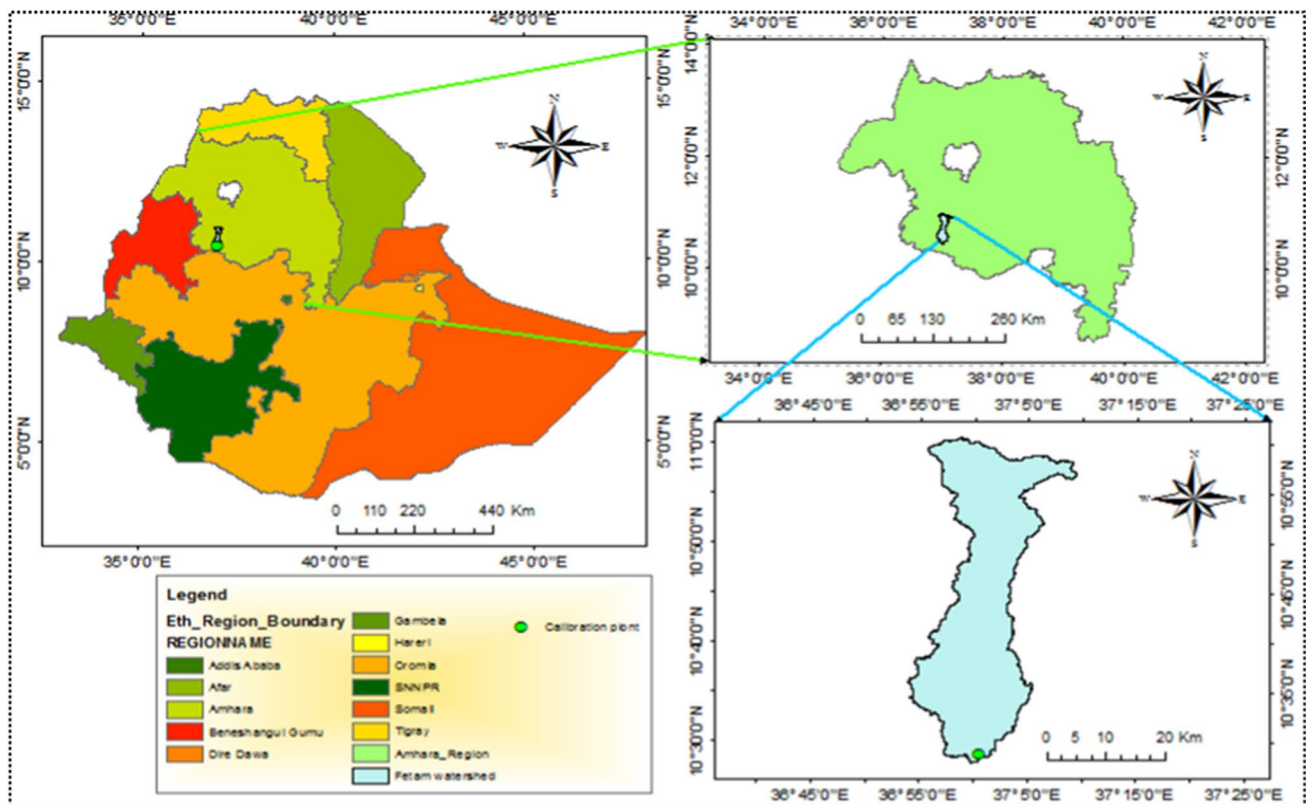 35°0'0"E 40°0'0"E 45°0'0"E
15°0'0"N 15°0'0"N
10°0'0"N 10°0'0"N
5°0'0"N 5°0'0"N
N
W E
S
0 110 220 440 Km
35°0'0"E 40°0'0"E 45°0'0"E
34°0'0"E 36°0'0"E 38°0'0"E 40°0'0"E 42°0'0"E
14°0'0"N 14°0'0"N
12°0'0"N 12°0'0"N
10°0'0"N 10°0'0"N
N
W E
S
0 65 130 260 Km
34°0'0"E 36°0'0"E 38°0'0"E 40°0'0"E 42°0'0"E
36°45'0"E 36°55'0"E 37°5'0"E 37°15'0"E 37°25'0"E
11°0'0"N
10°50'0"N
10°40'0"N
10°30'0"N
N
W E
S
10°55'0"N
10°45'0"N
10°35'0"N
0 5 10 20 Km
36°45'0"E 36°55'0"E 37°5'0"E 37°15'0"E 37°25'0"E
Legend
Eth_Region_Boundary
REGIONNAME
Addis Ababa
Afar
Amhara
Beneshangul Gumu
Dire Dawa
Gambela
Hareri
Oromia
SNNPR
Somali
Tigray
Amhara_Region
Fetam watershed
Calibration piont